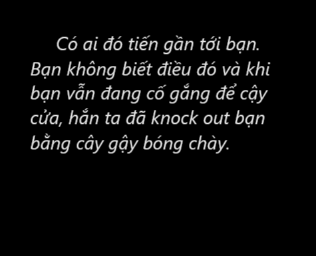 Có ai đó tiến gần tới bạn.
Bạn không biết điều đó và khi
bạn vẫn đang cố gắng để cậy
cửa, hắn ta đã knock out bạn
bằng cây gậy bóng chày.